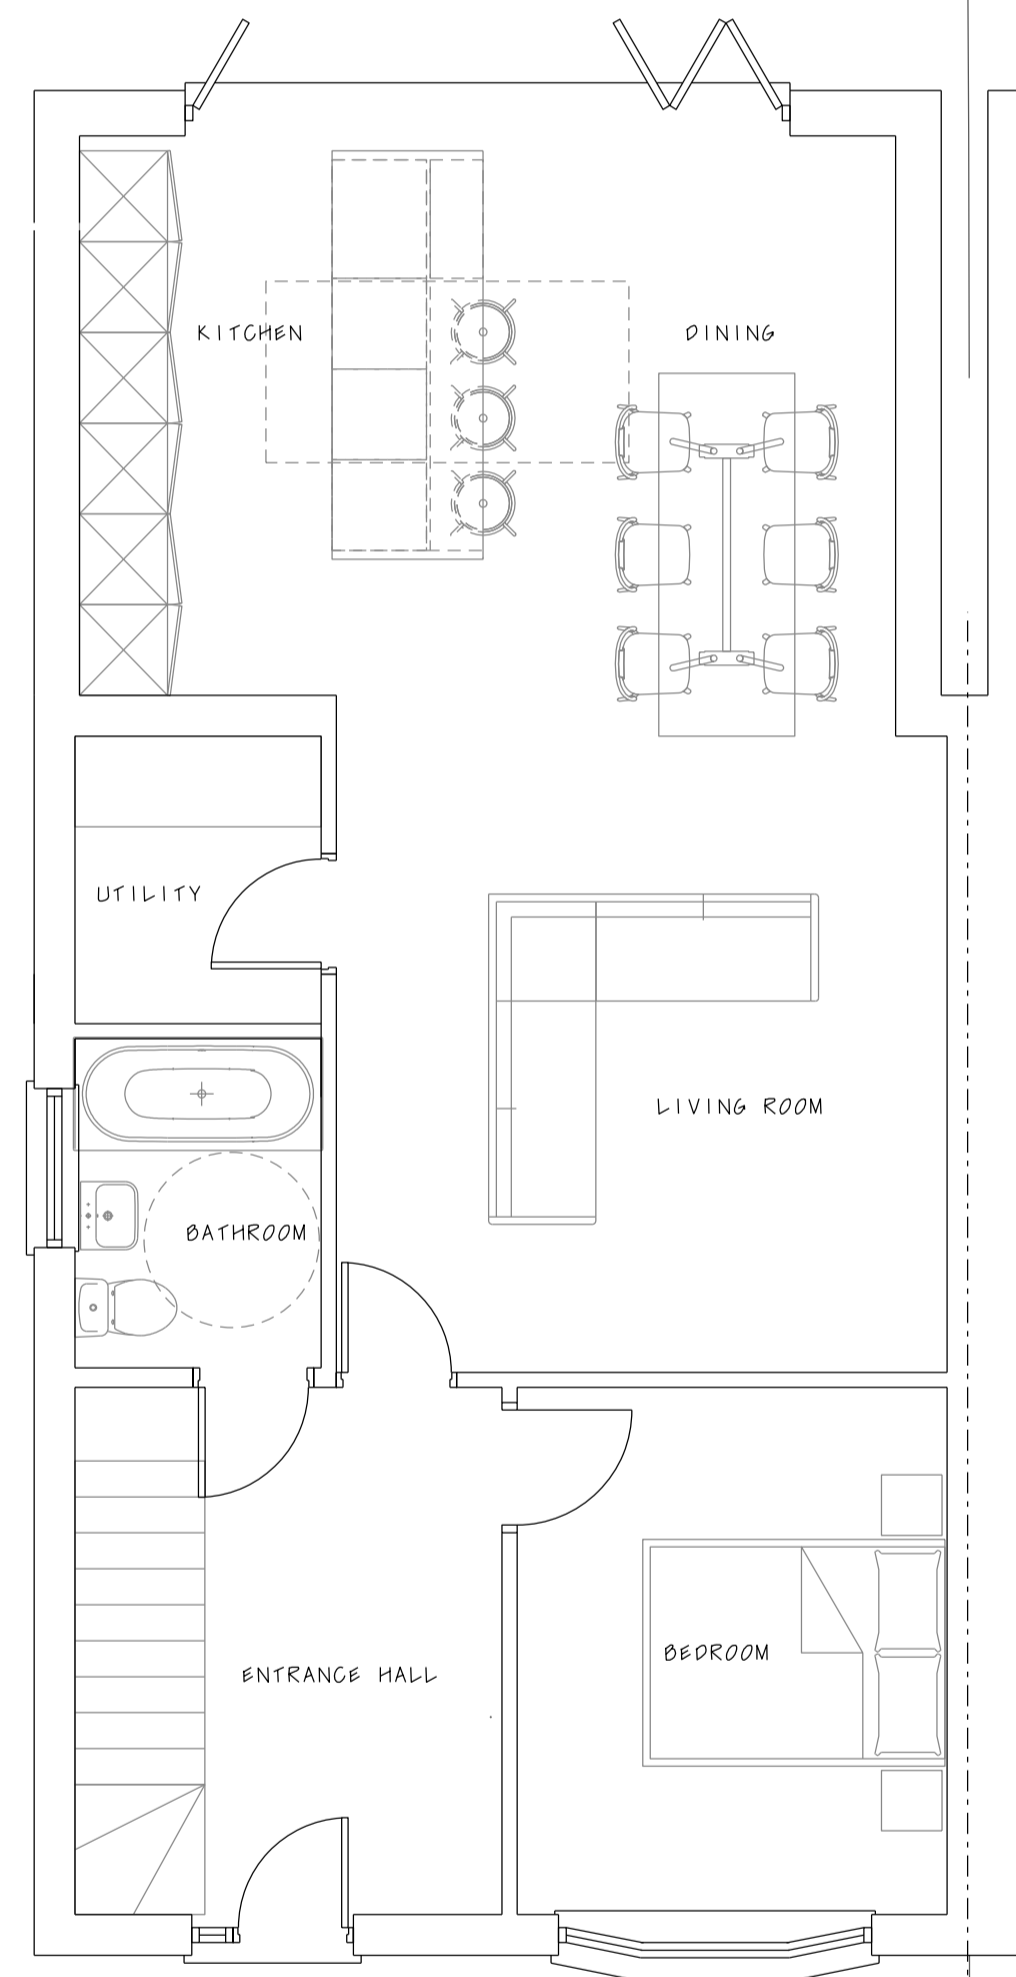 KITCHEN
DINING
UTILITY
LIVING ROOM
BATHROOM
BEDROOM
ENTRANCE HALL